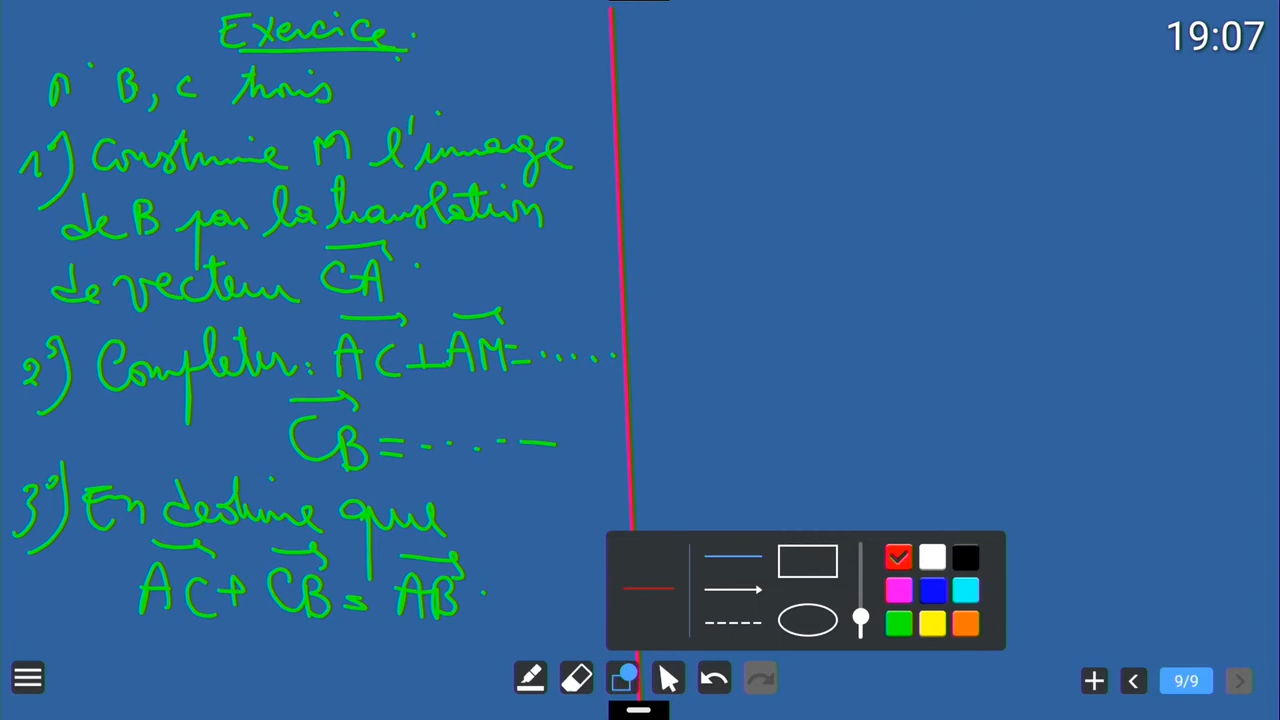 Exercice.
19:07
B, C trois
1°) Construire M l'image
de B par la translation
de vecteur CA.
2°) Completer: AC + AM = .....
CB = .....
3°) En déduire que
AC + CB = AB.
9/9